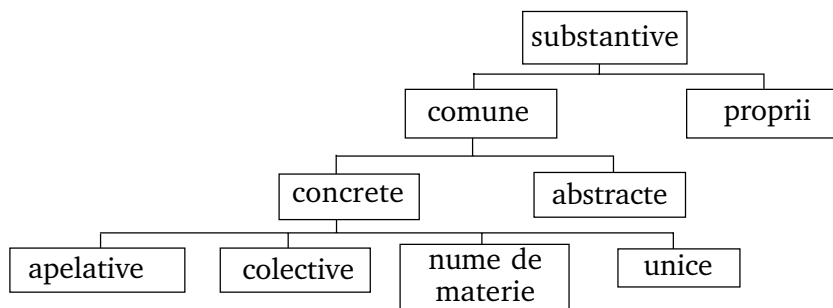 substantive
comune
proprii
concrete
abstracte
apelative
colective
nume de
materie
unice